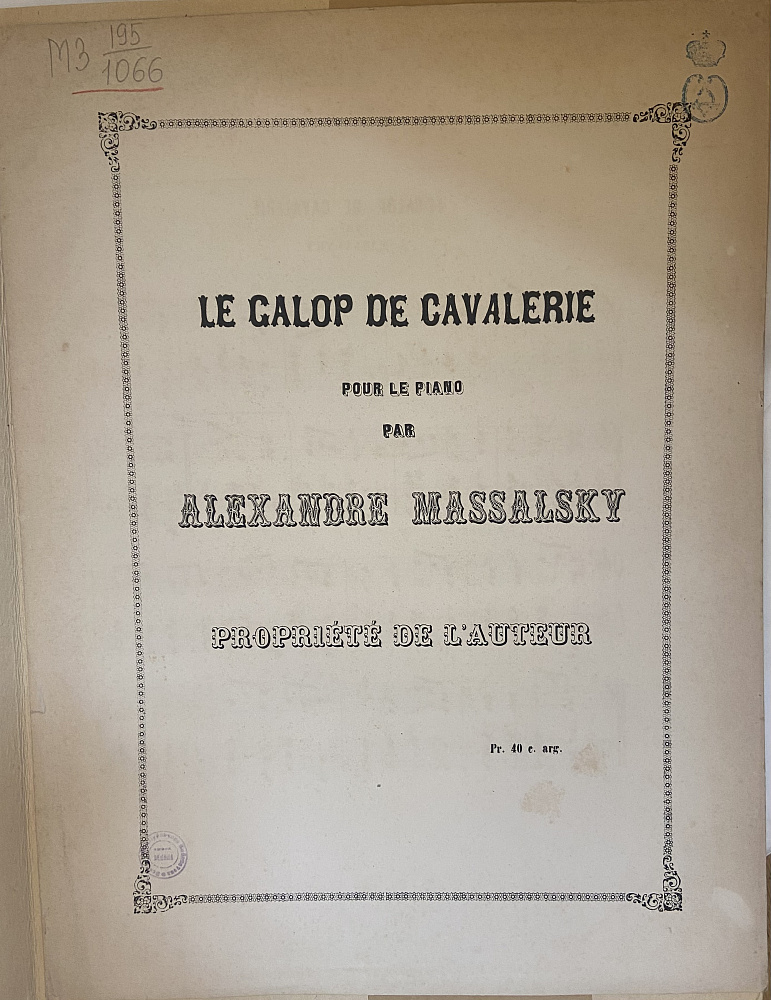 МЗ 195
1066
LE GALOP DE CAVALERIE
POUR LE PIANO
PAR
ALEXANDRE MASSALSKY
PROPRIÉTÉ DE L'AUTEUR
Pr. 40 c. arg.